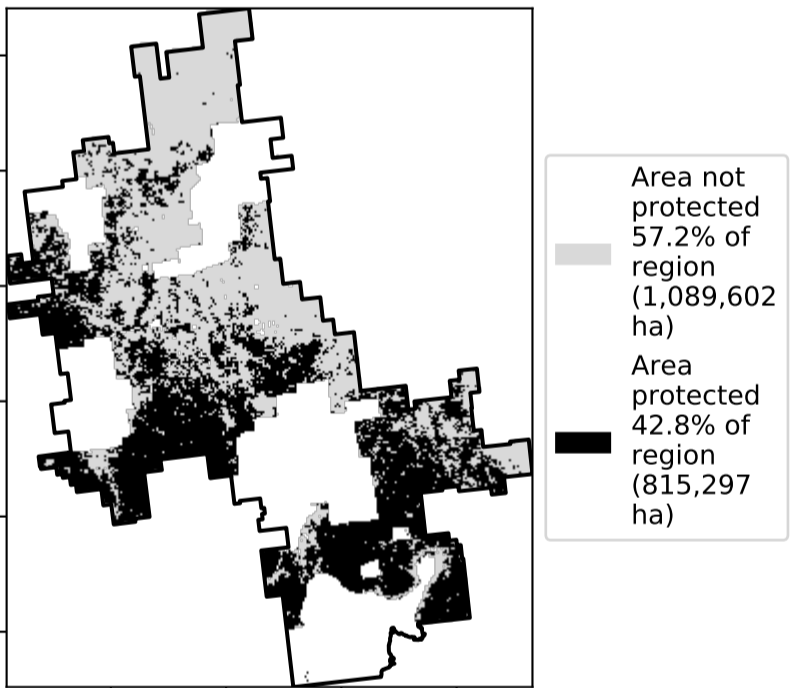 Area not
protected
57.2% of
region
(1,089,602
ha)
Area
protected
42.8% of
region
(815,297
ha)